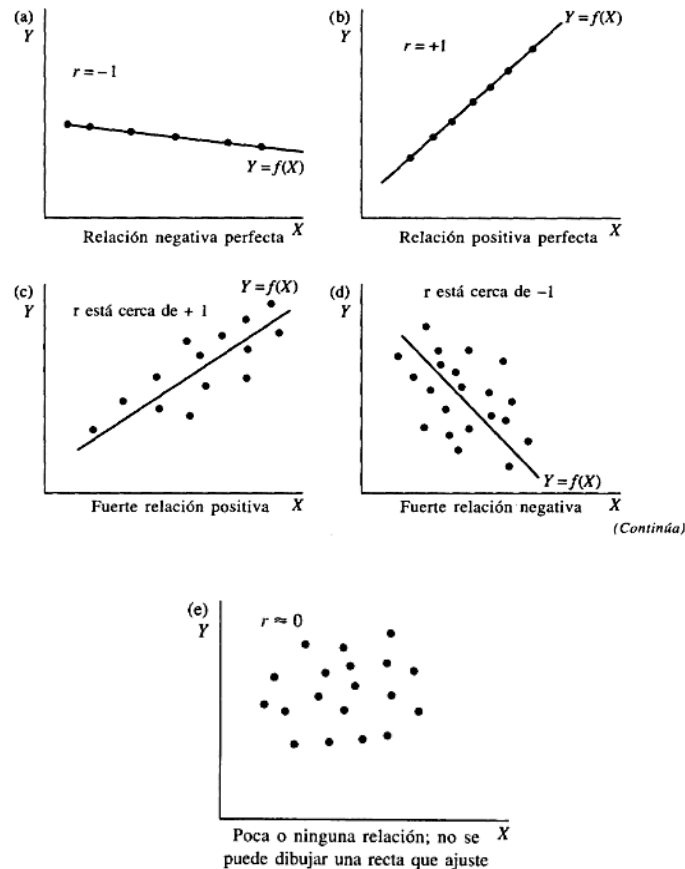 (a)
Y
r = – 1
Y = f(X)
X
Relación negativa perfecta
(b)
Y
r = +1
Y = f(X)
X
Relación positiva perfecta
(c)
Y
r está cerca de + 1
Y = f(X)
X
Fuerte relación positiva
(d)
Y
r está cerca de –1
Y = f(X)
X
Fuerte relación negativa
(Continúa)
(e)
Y
r ≈ 0
X
Poca o ninguna relación; no se
puede dibujar una recta que ajuste